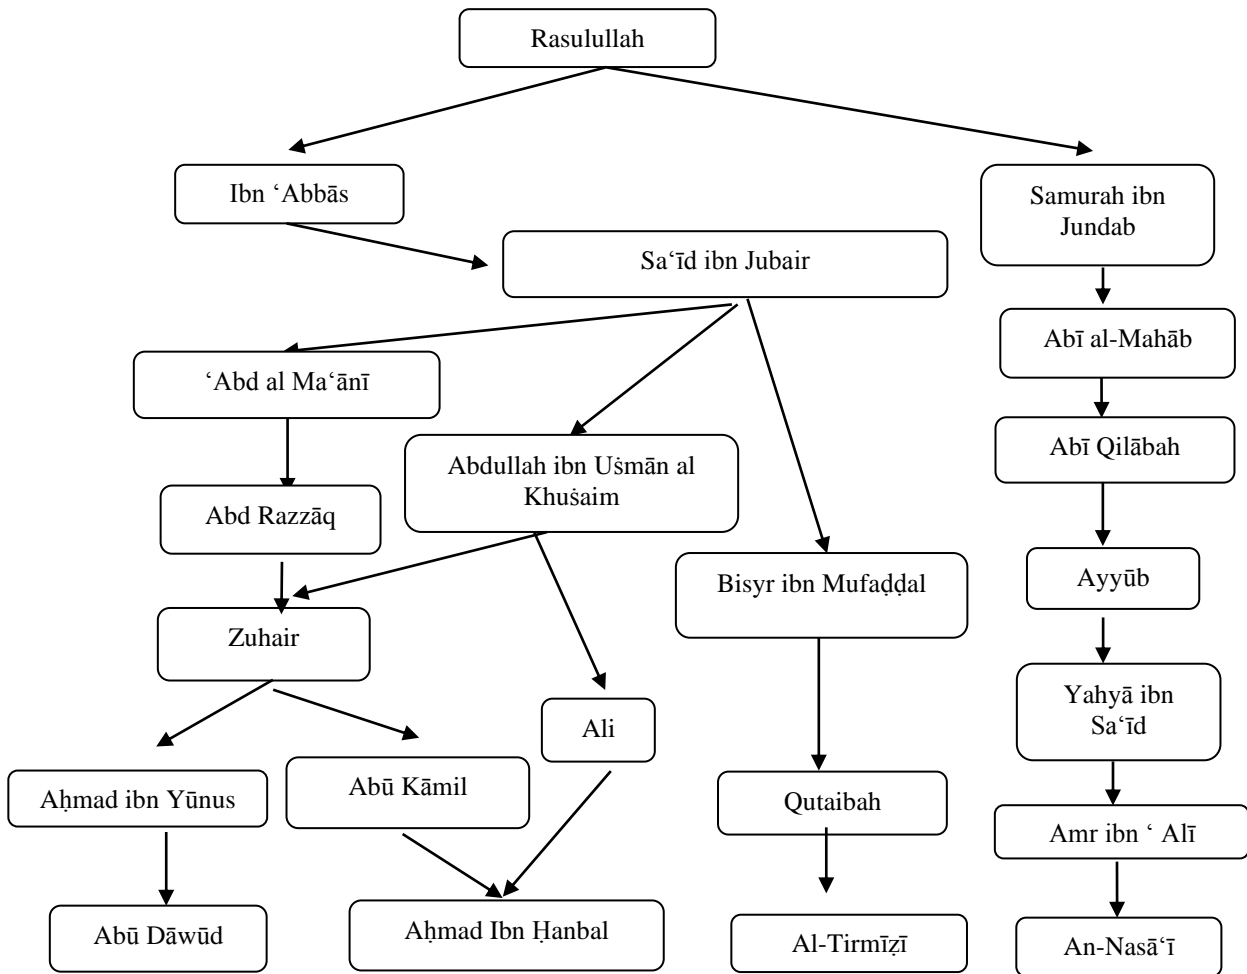 Rasulullah
Ibn ‘Abbās
Samurah ibn
Jundab
Sa‘īd ibn Jubair
Abī al-Mahāb
‘Abd al Ma‘ānī
Abī Qilābah
Abdullah ibn Uṡmān al
Khuṡaim
Abd Razzāq
Ayyūb
Bisyr ibn Mufaḍḍal
Zuhair
Yahyā ibn
Sa‘īd
Ali
Abū Kāmil
Aḥmad ibn Yūnus
Qutaibah
Amr ibn ‘ Alī
Abū Dāwūd
Aḥmad Ibn Ḥanbal
Al-Tirmīẓī
An-Nasā‘ī